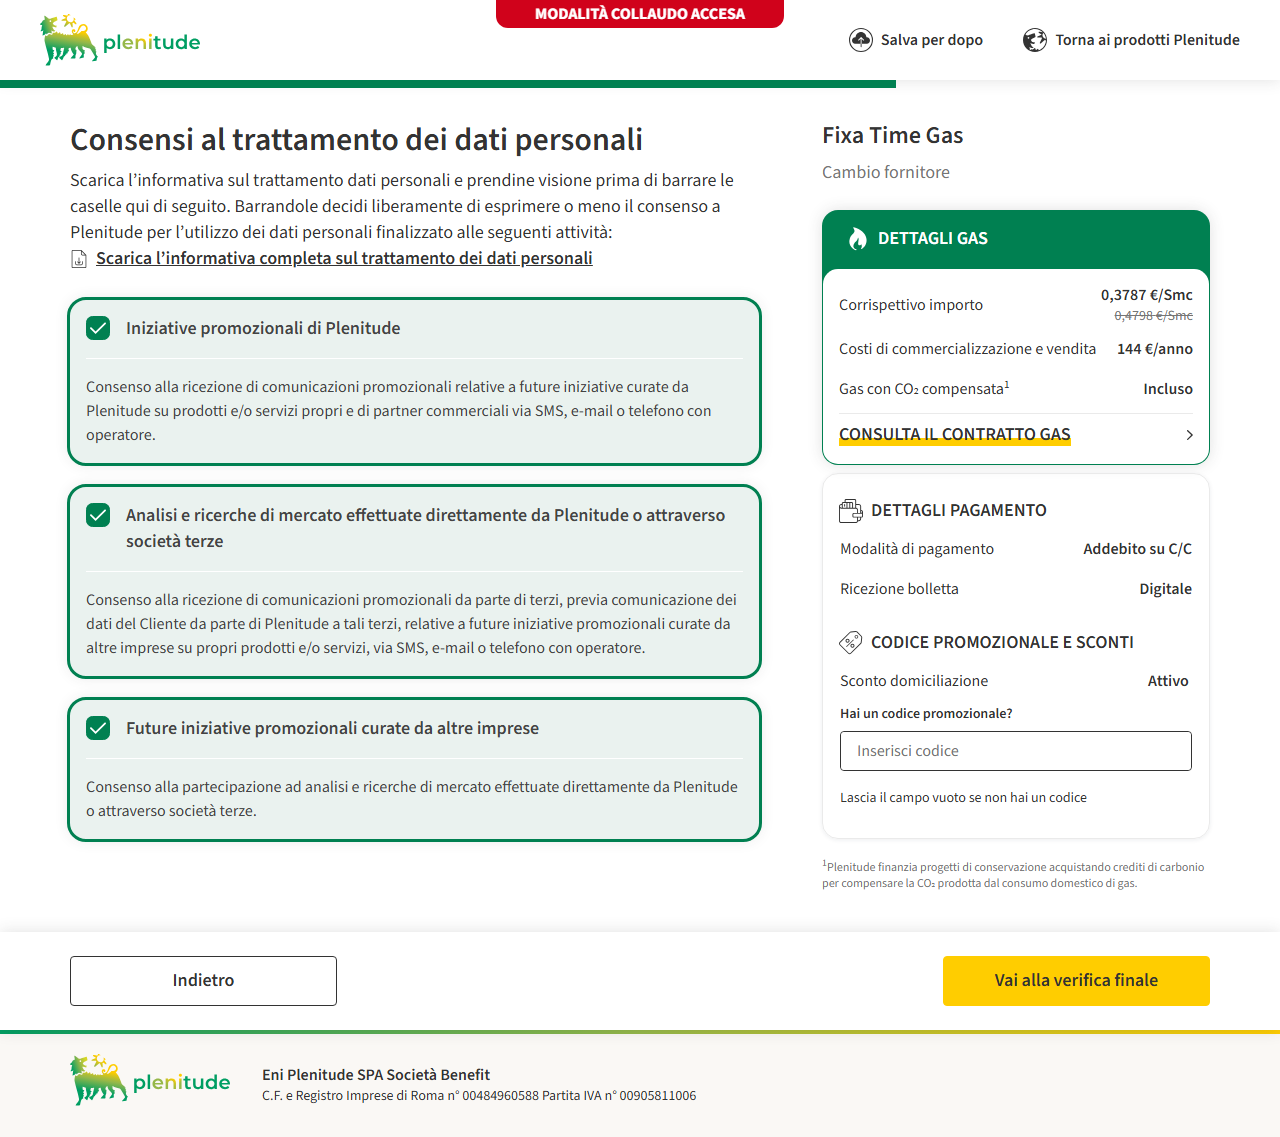 MODALITÀ COLLAUDO ACCESA
plenitude
Salva per dopo
Torna ai prodotti Plenitude
Consensi al trattamento dei dati personali
Scarica l’informativa sul trattamento dati personali e prendine visione prima di barrare le
caselle qui di seguito. Barrandole decidi liberamente di esprimere o meno il consenso a
Plenitude per l’utilizzo dei dati personali finalizzato alle seguenti attività:
Scarica l’informativa completa sul trattamento dei dati personali
Iniziative promozionali di Plenitude
Consenso alla ricezione di comunicazioni promozionali relative a future iniziative curate da
Plenitude su prodotti e/o servizi propri e di partner commerciali via SMS, e-mail o telefono con
operatore.
Analisi e ricerche di mercato effettuate direttamente da Plenitude o attraverso
società terze
Consenso alla ricezione di comunicazioni promozionali da parte di terzi, previa comunicazione dei
dati del Cliente da parte di Plenitude a tali terzi, relative a future iniziative promozionali curate da
altre imprese su propri prodotti e/o servizi, via SMS, e-mail o telefono con operatore.
Future iniziative promozionali curate da altre imprese
Consenso alla partecipazione ad analisi e ricerche di mercato effettuate direttamente da Plenitude
o attraverso società terze.
Fixa Time Gas
Cambio fornitore
DETTAGLI GAS
Corrispettivo importo 0,3787 €/Smc
0,4798 €/Smc
Costi di commercializzazione e vendita 144 €/anno
Gas con CO₂ compensata¹ Incluso
CONSULTA IL CONTRATTO GAS
DETTAGLI PAGAMENTO
Modalità di pagamento Addebito su C/C
Ricezione bolletta Digitale
CODICE PROMOZIONALE E SCONTI
Sconto domiciliazione Attivo
Hai un codice promozionale?
Inserisci codice
Lascia il campo vuoto se non hai un codice
¹Plenitude finanzia progetti di conservazione acquistando crediti di carbonio
per compensare la CO₂ prodotta dal consumo domestico di gas.
Indietro
Vai alla verifica finale
plenitude
Eni Plenitude SPA Società Benefit
C.F. e Registro Imprese di Roma n° 00484960588 Partita IVA n° 00905811006